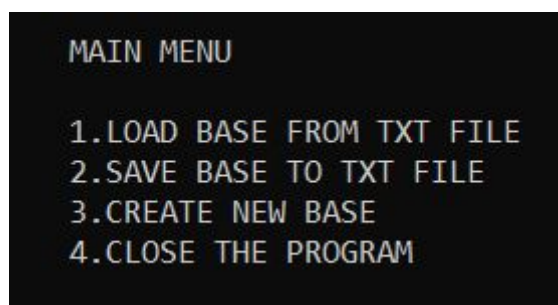 MAIN MENU
1.LOAD BASE FROM TXT FILE
2.SAVE BASE TO TXT FILE
3.CREATE NEW BASE
4.CLOSE THE PROGRAM